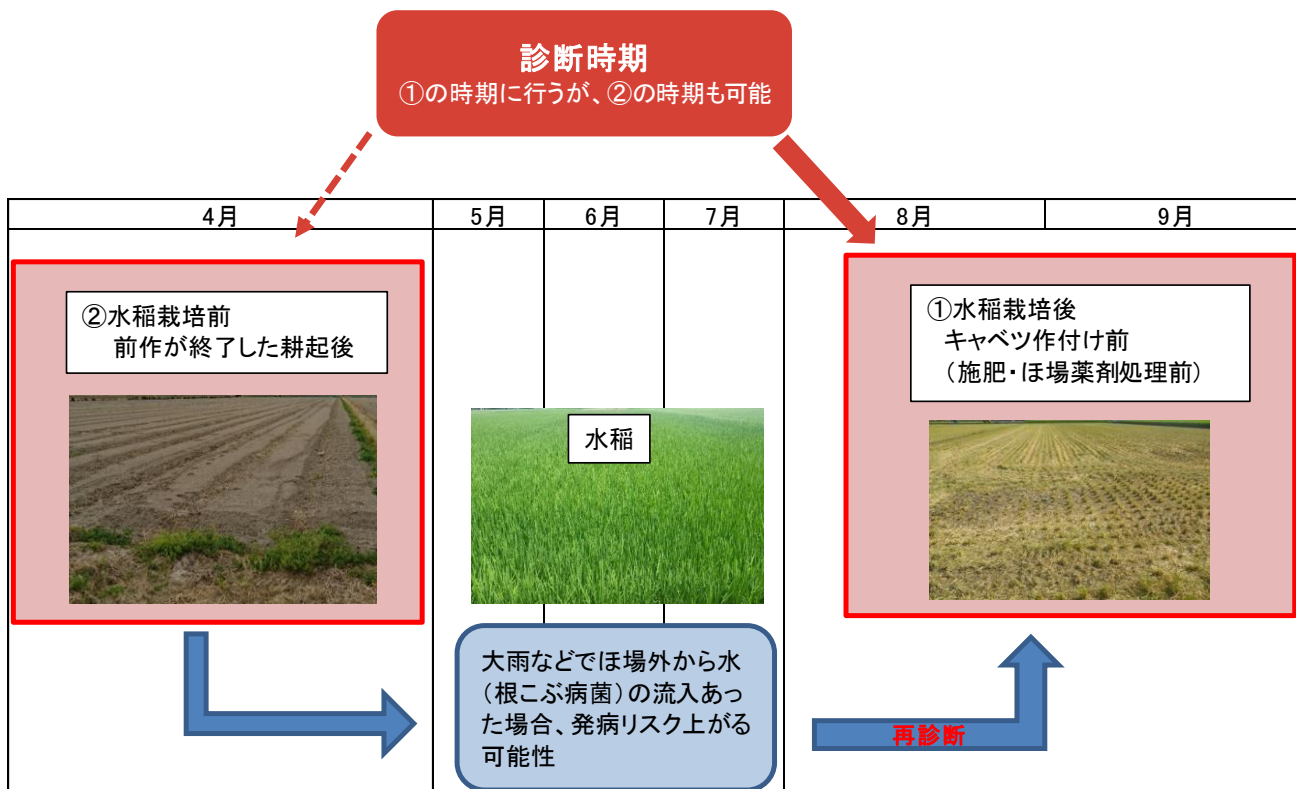 診断時期
①の時期に行うが、②の時期も可能
4月
5月
6月
7月
8月
9月
②水稲栽培前
前作が終了した耕起後
水稲
①水稲栽培後
キャベツ作付け前
（施肥・ほ場薬剤処理前）
大雨などでほ場外から水
（根こぶ病菌）の流入あっ
た場合、発病リスク上がる
可能性
再診断